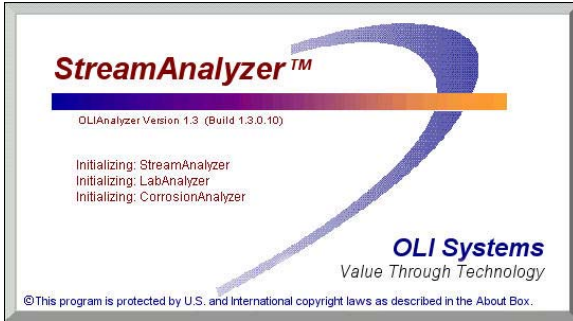 StreamAnalyzer™
OLIAnalyzer Version 1.3 (Build 1.3.0.10)
Initializing: StreamAnalyzer
Initializing: LabAnalyzer
Initializing: CorrosionAnalyzer
OLI Systems
Value Through Technology
©This program is protected by U.S. and International copyright laws as described in the About Box.